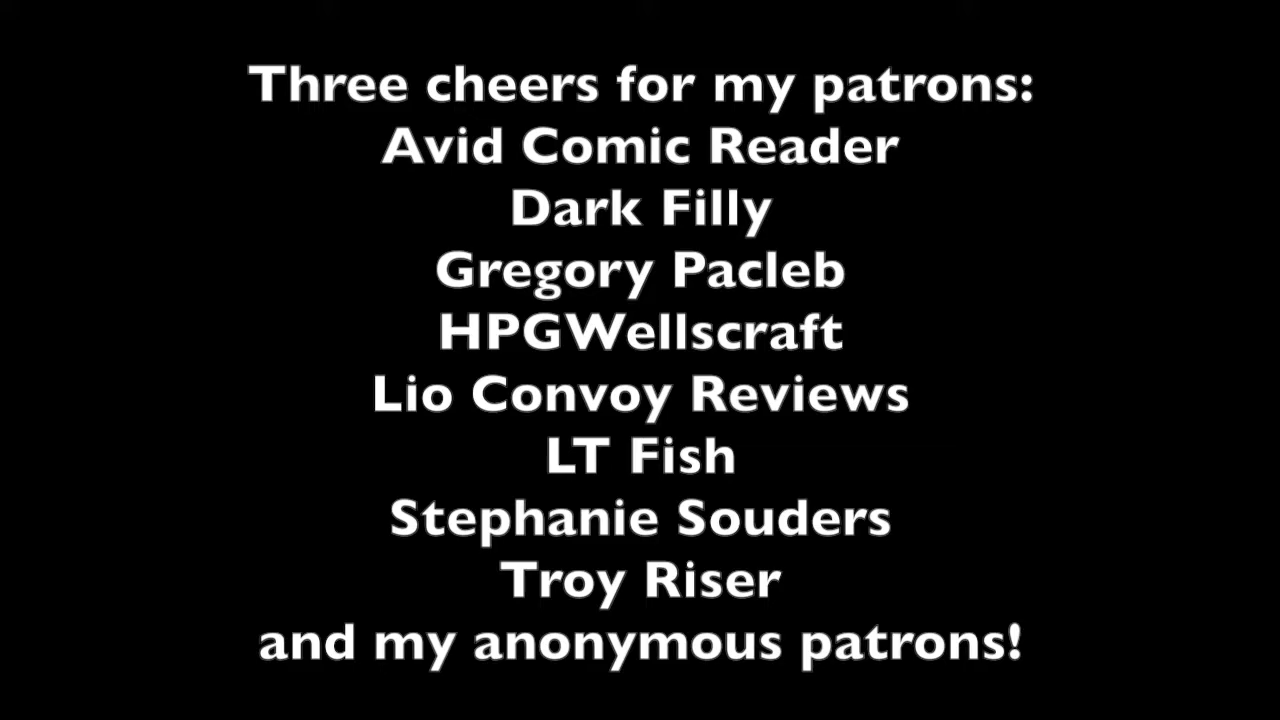 Three cheers for my patrons:
Avid Comic Reader
Dark Filly
Gregory Pacleb
HPGWellscraft
Lio Convoy Reviews
LT Fish
Stephanie Souders
Troy Riser
and my anonymous patrons!